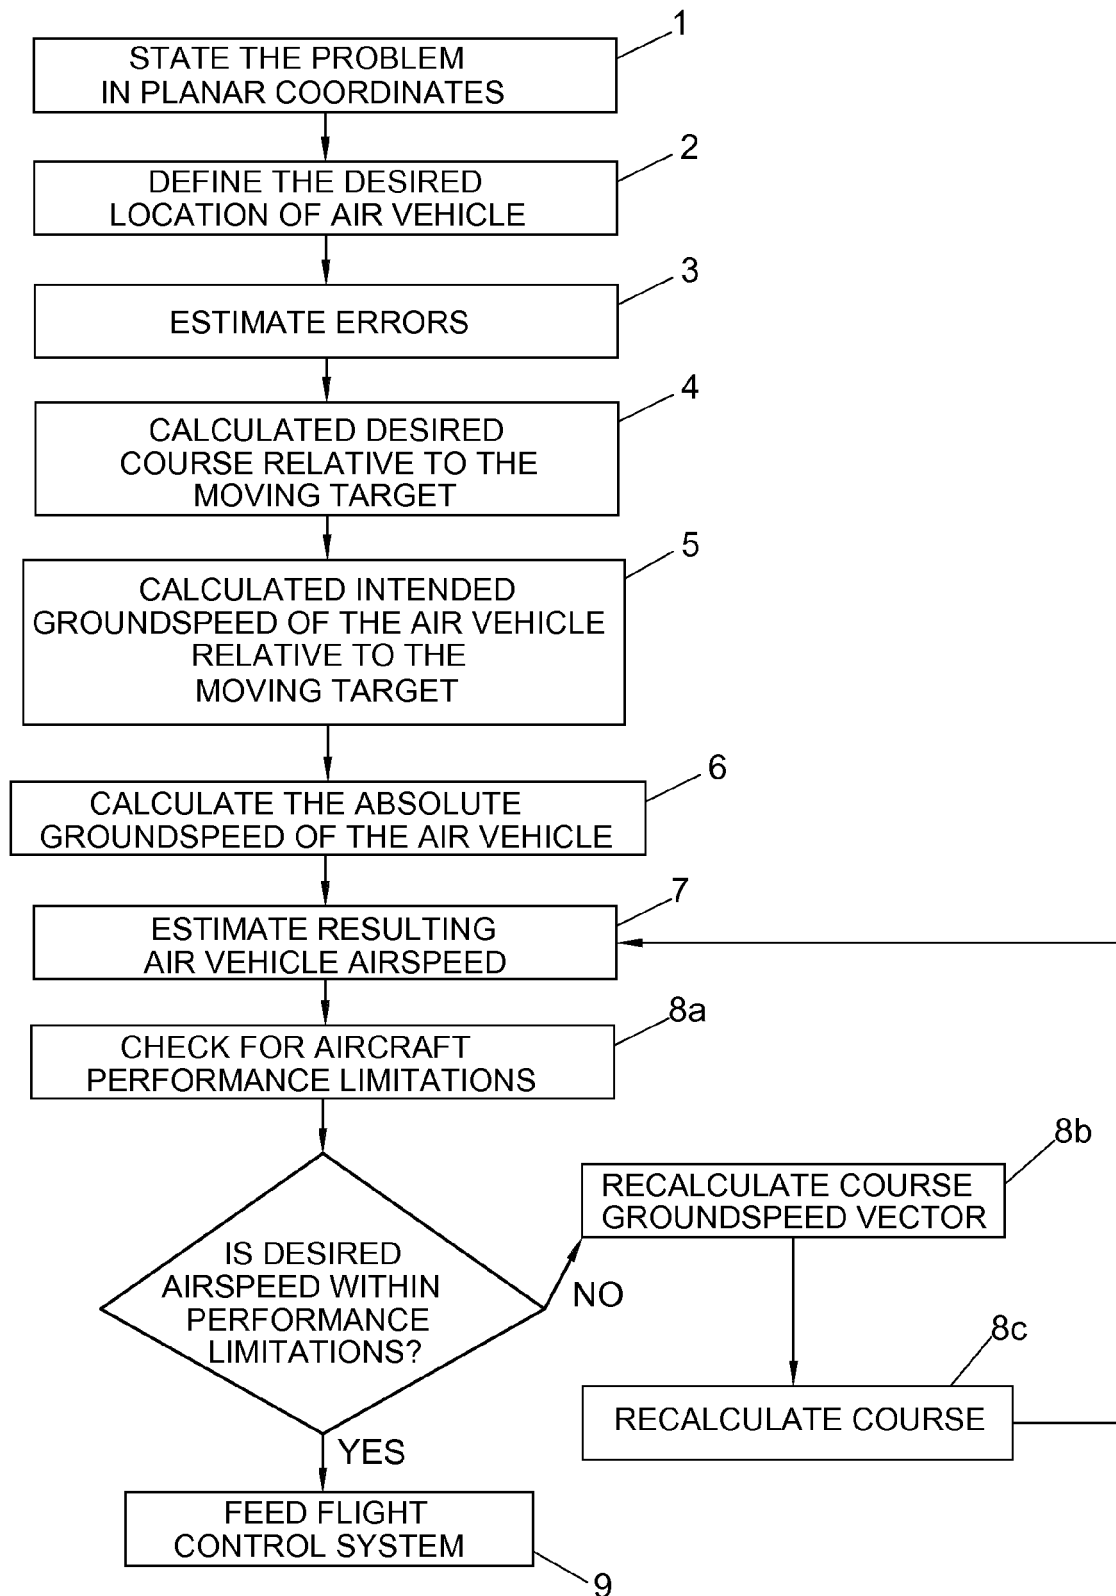 1
STATE THE PROBLEM
IN PLANAR COORDINATES
2
DEFINE THE DESIRED
LOCATION OF AIR VEHICLE
3
ESTIMATE ERRORS
4
CALCULATED DESIRED
COURSE RELATIVE TO THE
MOVING TARGET
5
CALCULATED INTENDED
GROUNDSPEED OF THE AIR VEHICLE
RELATIVE TO THE
MOVING TARGET
6
CALCULATE THE ABSOLUTE
GROUNDSPEED OF THE AIR VEHICLE
7
ESTIMATE RESULTING
AIR VEHICLE AIRSPEED
8a
CHECK FOR AIRCRAFT
PERFORMANCE LIMITATIONS
8b
RECALCULATE COURSE
GROUNDSPEED VECTOR
IS DESIRED
AIRSPEED WITHIN
PERFORMANCE
LIMITATIONS?
NO
8c
RECALCULATE COURSE
YES
FEED FLIGHT
CONTROL SYSTEM
9